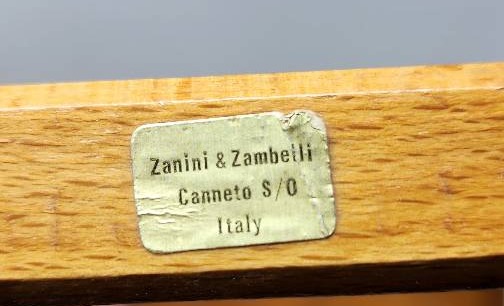 Zanini & Zambelli
Canneto S/O
Italy